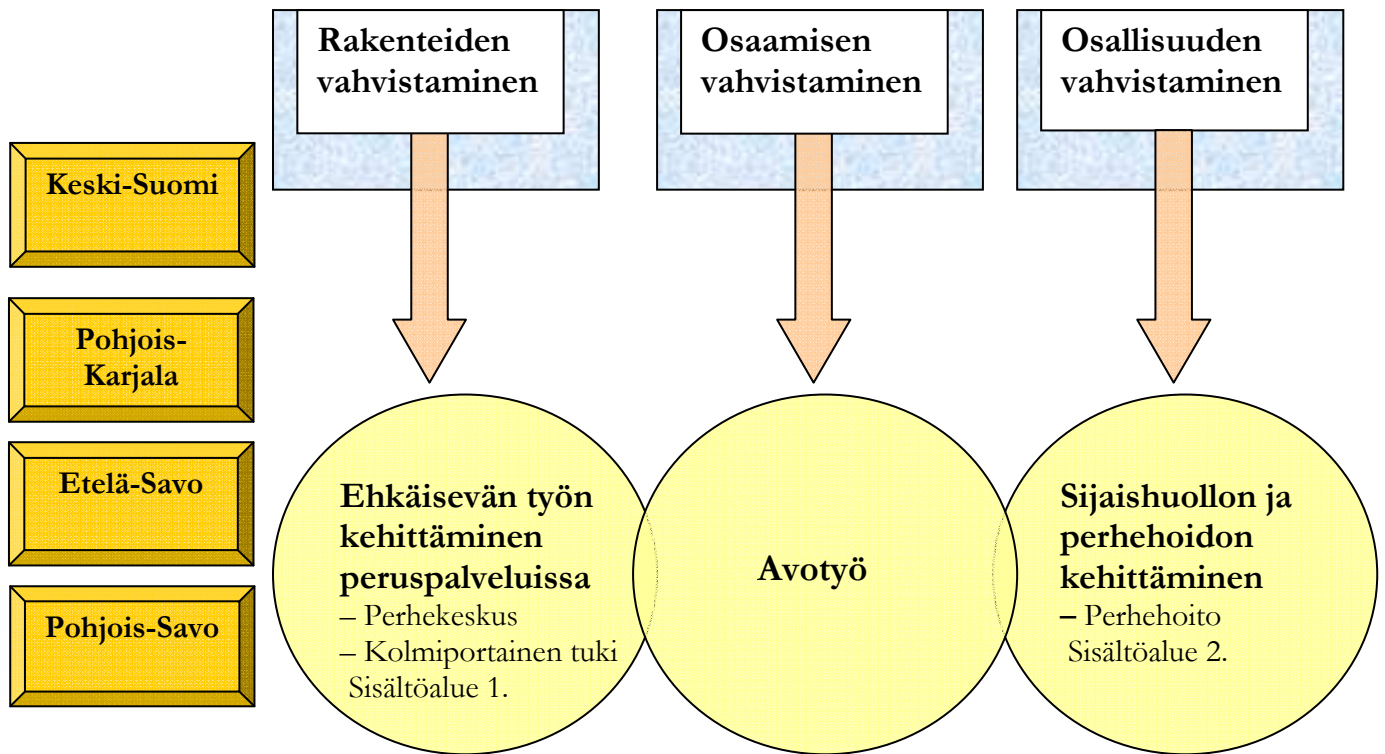 Rakenteiden
vahvistaminen
Osaamisen
vahvistaminen
Osallisuuden
vahvistaminen
Keski-Suomi
Pohjois-
Karjala
Etelä-Savo
Pohjois-Savo
Ehkäisevän työn
kehittäminen
peruspalveluissa
– Perhekeskus
– Kolmiportainen tuki
Sisältöalue 1.
Avotyö
Sijaishuollon ja
perhehoidon
kehittäminen
– Perhehoito
Sisältöalue 2.